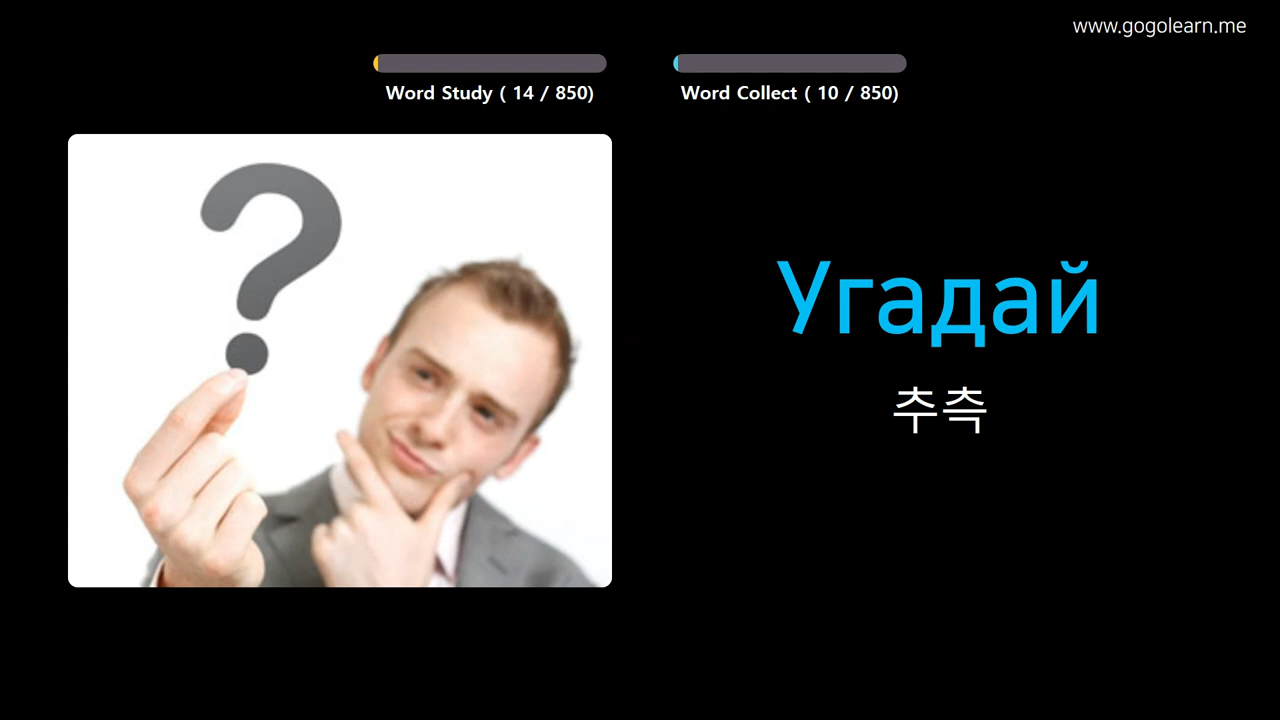 www.gogolearn.me
Word Study ( 14 / 850)
Word Collect ( 10 / 850)
?
Угадай
추측